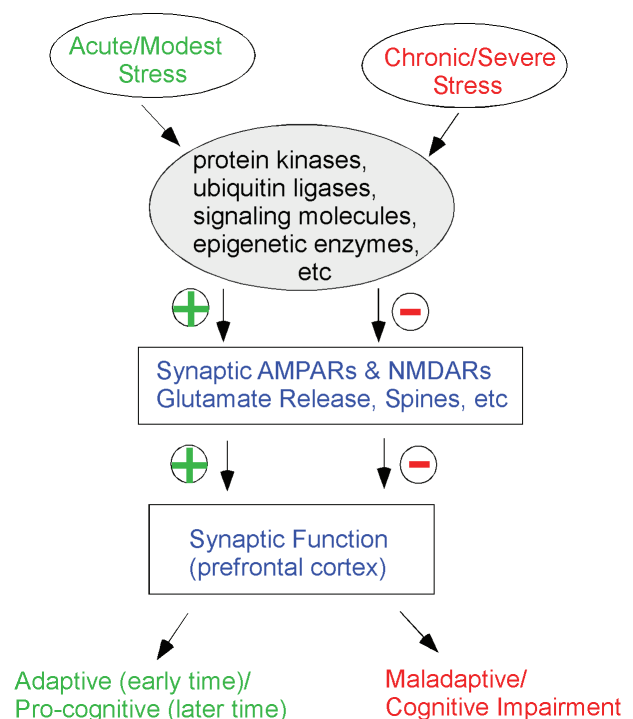 Acute/Modest
Stress
Chronic/Severe
Stress
protein kinases,
ubiquitin ligases,
signaling molecules,
epigenetic enzymes,
etc
+
-
Synaptic AMPARs & NMDARs
Glutamate Release, Spines, etc
+
-
Synaptic Function
(prefrontal cortex)
Adaptive (early time)/
Pro-cognitive (later time)
Maladaptive/
Cognitive Impairment